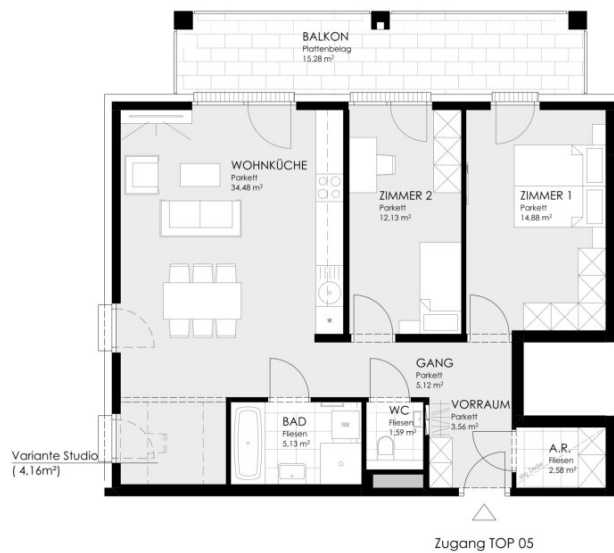 BALKON
Plattenbelag
15,28 m²
WOHNKÜCHE
Parkett
34,48 m²
ZIMMER 2
Parkett
12,13 m²
ZIMMER 1
Parkett
14,88 m²
GANG
Parkett
5,12 m²
BAD
Fliesen
5,13 m²
WC
Fliesen
1,59 m²
VORRAUM
Parkett
3,56 m²
A.R.
Fliesen
2,58 m²
Variante Studio
( 4,16m²)
Zugang TOP 05